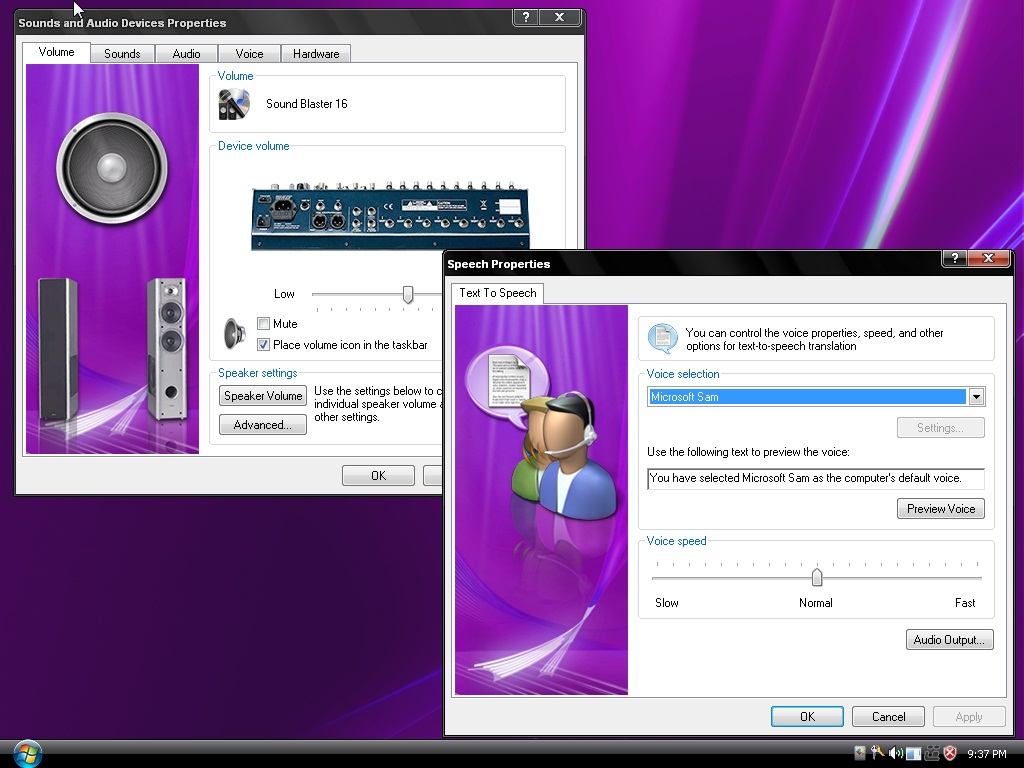 Sounds and Audio Devices Properties
?
Volume
Sounds
Audio
Voice
Hardware
Volume
Sound Blaster 16
Device volume
Low
Mute
Place volume icon in the taskbar
Speaker settings
Speaker Volume
Advanced...
Use the settings below to c
individual speaker volume a
other settings.
OK
Speech Properties
?
Text To Speech
You can control the voice properties, speed, and other
options for text-to-speech translation
Voice selection
Microsoft Sam
Settings...
Use the following text to preview the voice:
You have selected Microsoft Sam as the computer's default voice.
Preview Voice
Voice speed
Slow
Normal
Fast
Audio Output...
OK
Cancel
Apply
9:37 PM